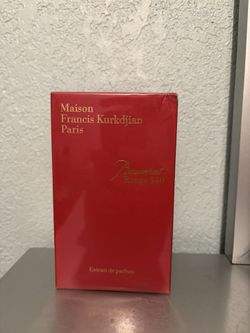 Maison
Francis Kurkdjian
Paris
Baccarat
Rouge 540
Extrait de parfum